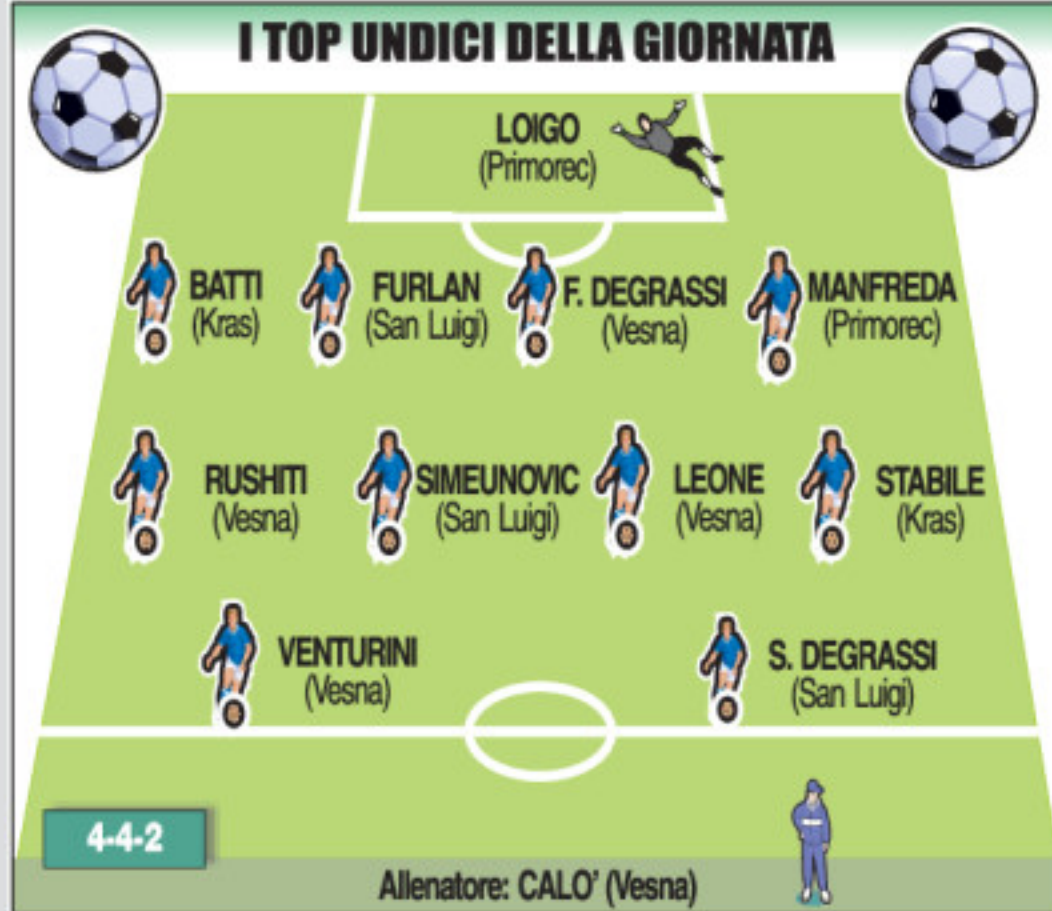 I TOP UNDICI DELLA GIORNATA
LOIGO
(Primorec)
BATTI
(Kras)
FURLAN
(San Luigi)
F. DEGRASSI
(Vesna)
MANFREDA
(Primorec)
RUSHITI
(Vesna)
SIMEUNOVIC
(San Luigi)
LEONE
(Vesna)
STABILE
(Kras)
VENTURINI
(Vesna)
S. DEGRASSI
(San Luigi)
4-4-2
Allenatore: CALO' (Vesna)